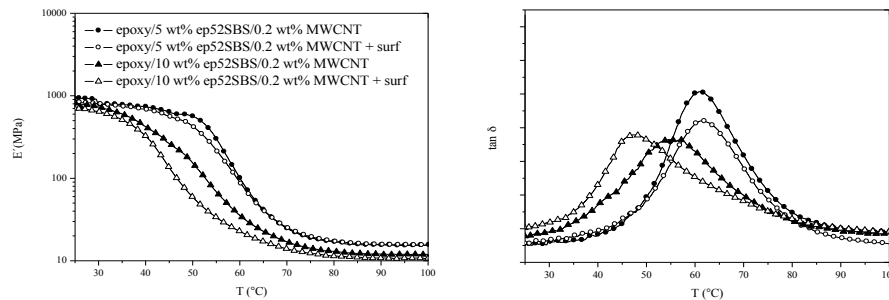 10000
1000
100
10
E´(MPa)
epoxy/5 wt% ep52SBS/0.2 wt% MWCNT
epoxy/5 wt% ep52SBS/0.2 wt% MWCNT + surf
epoxy/10 wt% ep52SBS/0.2 wt% MWCNT
epoxy/10 wt% ep52SBS/0.2 wt% MWCNT + surf
30 40 50 60 70 80 90 100
T (°C)
tan δ
30 40 50 60 70 80 90 100
T (°C)